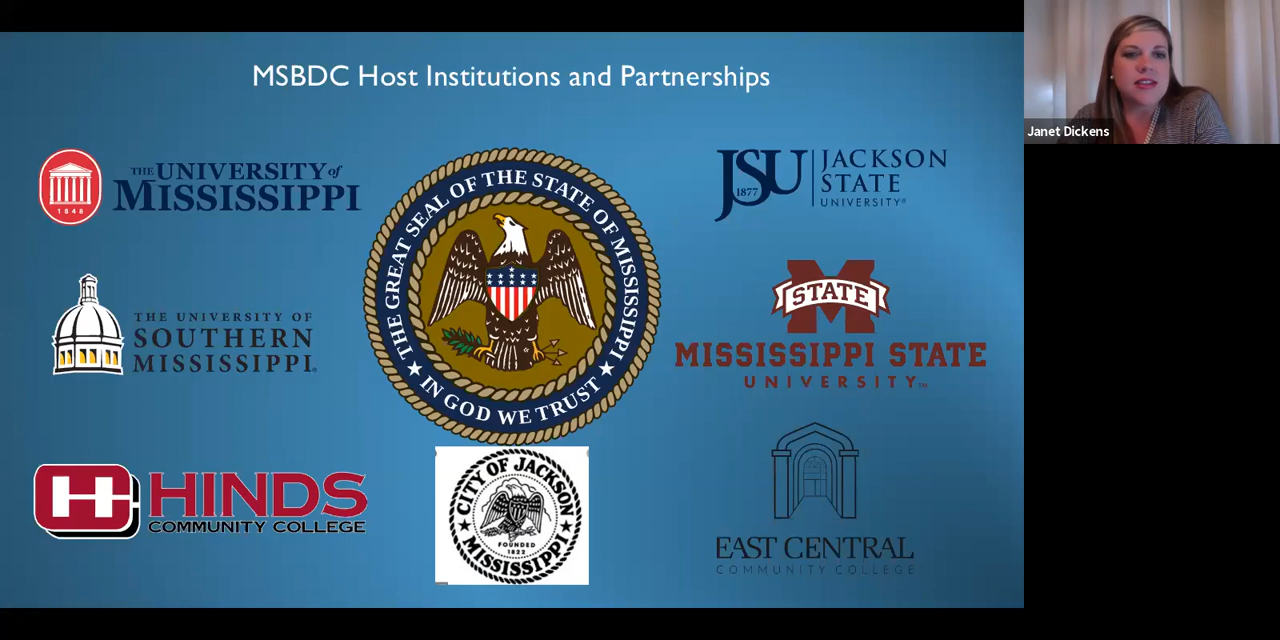 MSBDC Host Institutions and Partnerships
Janet Dickens
1848
THE UNIVERSITY of
MISSISSIPPI
THE GREAT SEAL OF THE STATE OF MISSISSIPPI
IN GOD WE TRUST
JSU
1877
JACKSON
STATE
UNIVERSITY®
THE UNIVERSITY OF
SOUTHERN
MISSISSIPPI®
M
STATE
MISSISSIPPI STATE
UNIVERSITY™
H
HINDS
COMMUNITY COLLEGE
CITY OF JACKSON
FOUNDED
1822
MISSISSIPPI
EAST CENTRAL
COMMUNITY COLLEGE